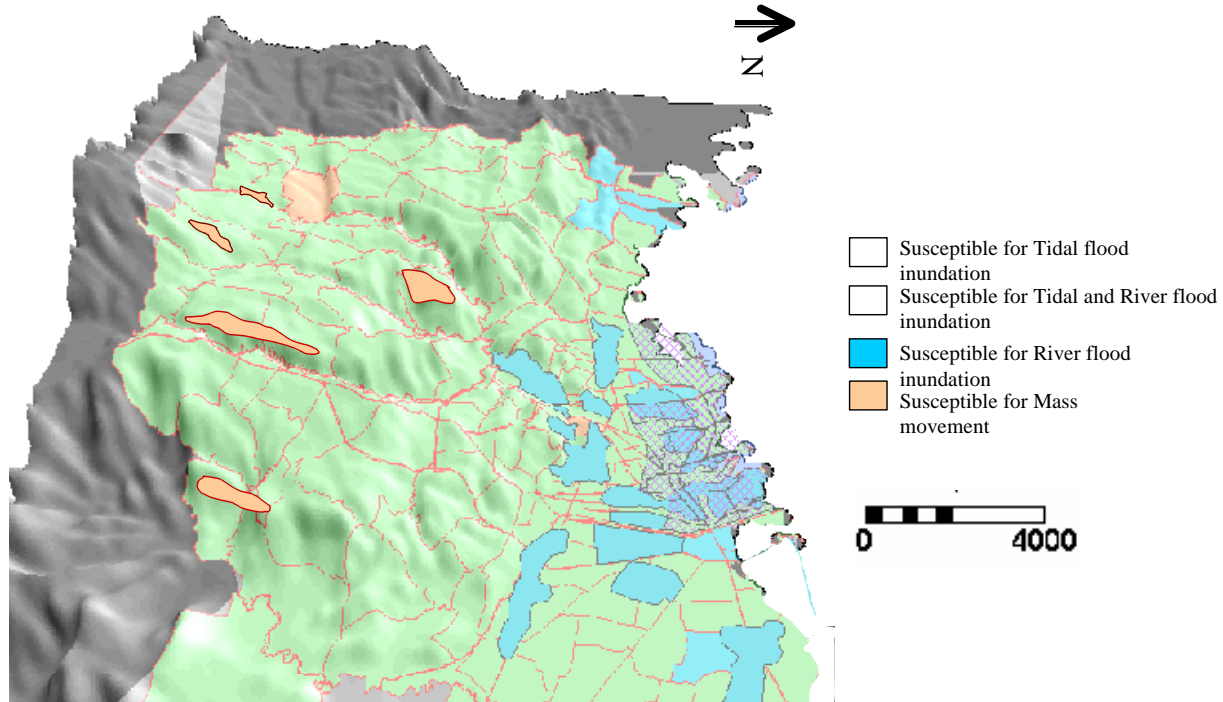 N
Susceptible for Tidal flood
inundation
Susceptible for Tidal and River flood
inundation
Susceptible for River flood
inundation
Susceptible for Mass
movement
0 4000